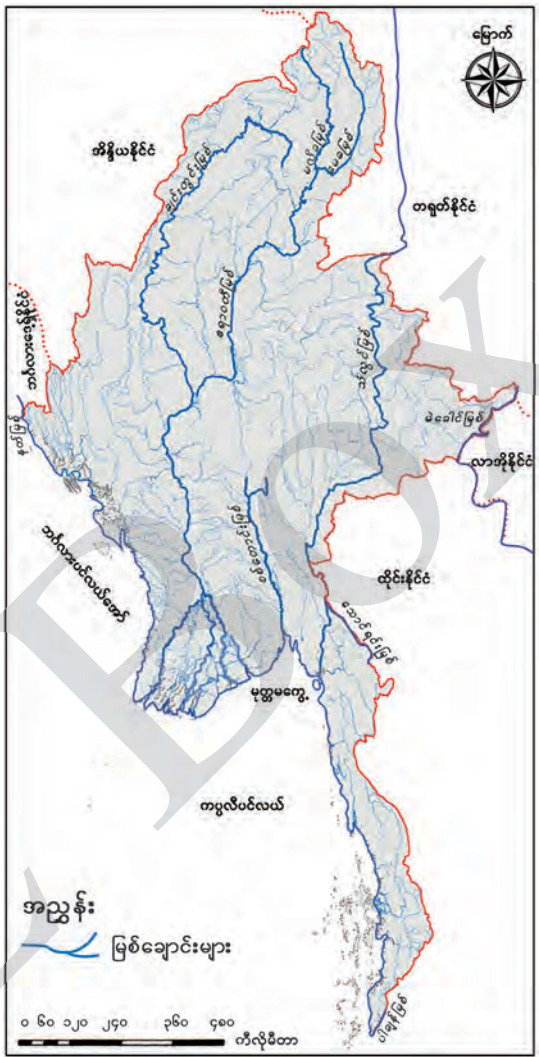 မြောက်
အိန္ဒိယနိုင်ငံ
မလိခမြစ်
မေခမြစ်
ချင်းတွင်းမြစ်
တရုတ်နိုင်ငံ
ဧရာဝတီမြစ်
ဘင်္ဂလားဒေ့ရှ်နိုင်ငံ
သံလွင်မြစ်
နတ်မြစ်
မဲခေါင်မြစ်
လာအိုနိုင်ငံ
စစ်တောင်းမြစ်
ဘင်္ဂလားပင်လယ်အော်
ထိုင်းနိုင်ငံ
သောင်ရင်းမြစ်
မုတ္တမကွေ့
ကပ္ပလီပင်လယ်
အညွှန်း
မြစ်ချောင်းများ
ပါချန်မြစ်
၀ ၆၀ ၁၂၀ ၂၄၀ ၃၆၀ ၄၈၀
ကီလိုမီတာ